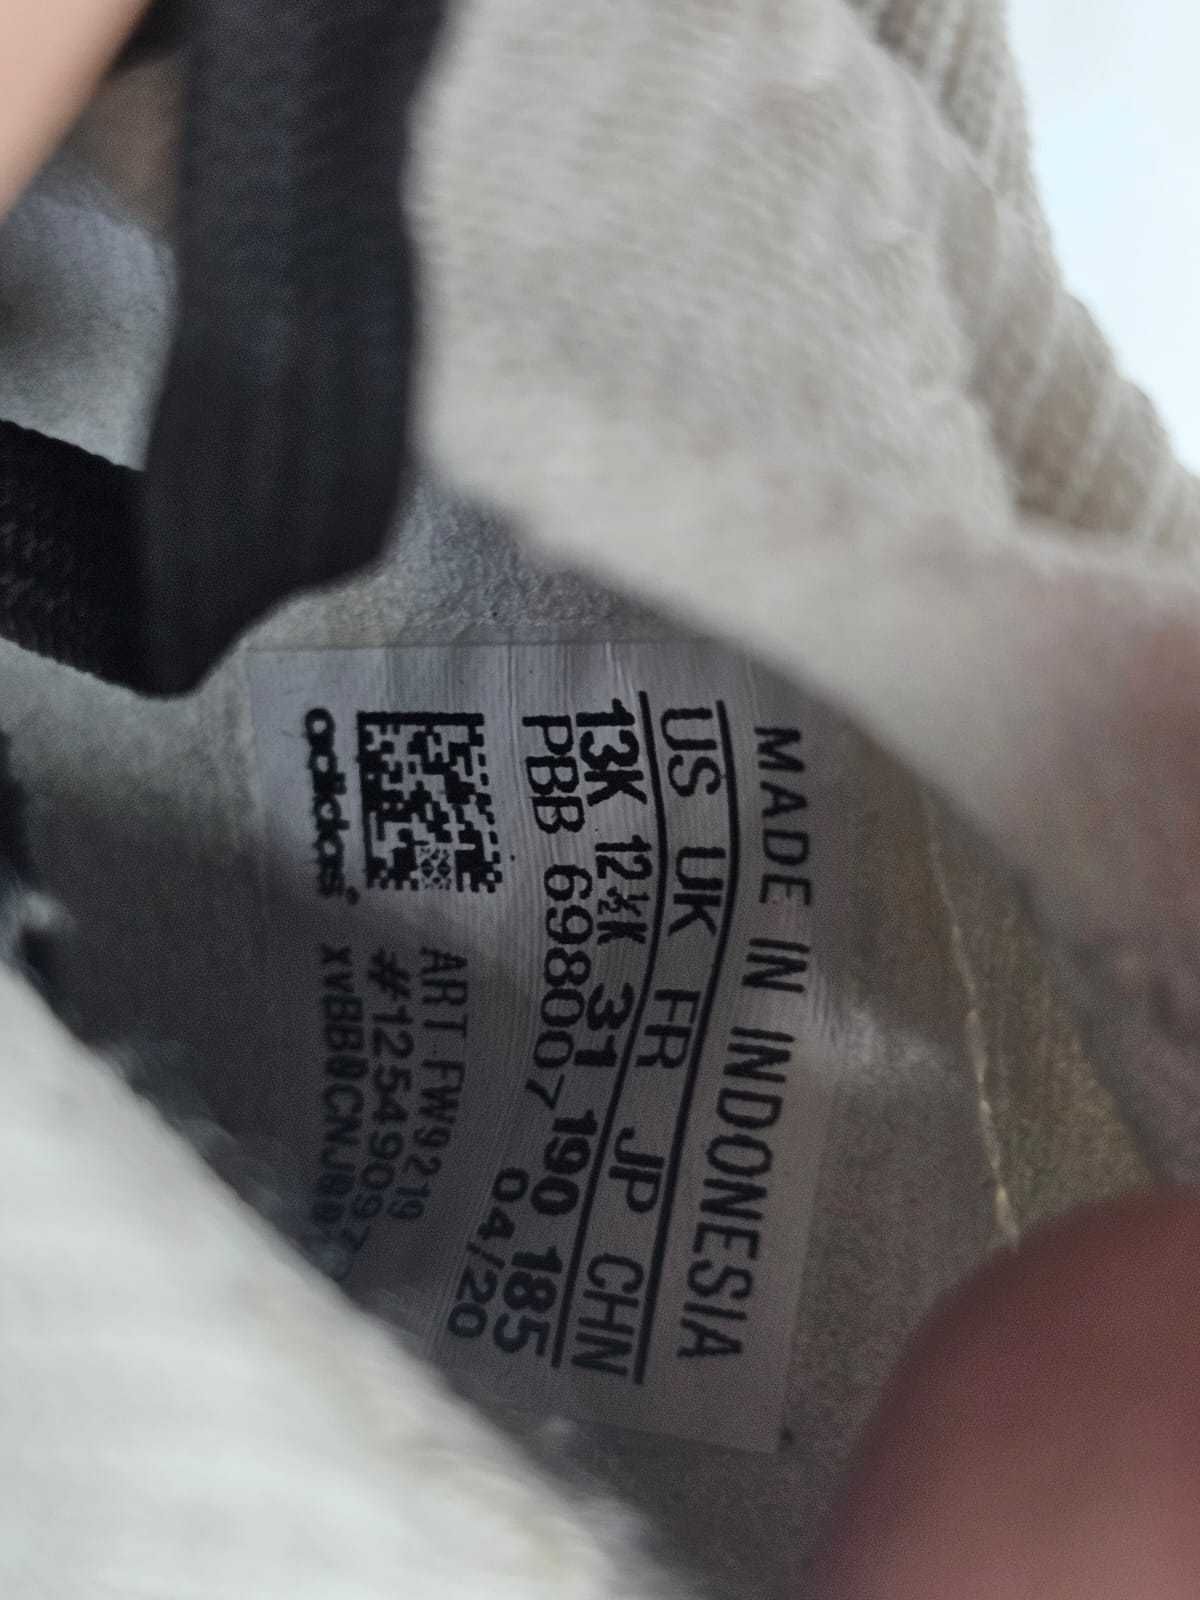 MADE IN INDONESIA
US UK FR JP CHN
13K 12½K 31 190 185
PBB 698007 04/20
adidas®
ART FW9219